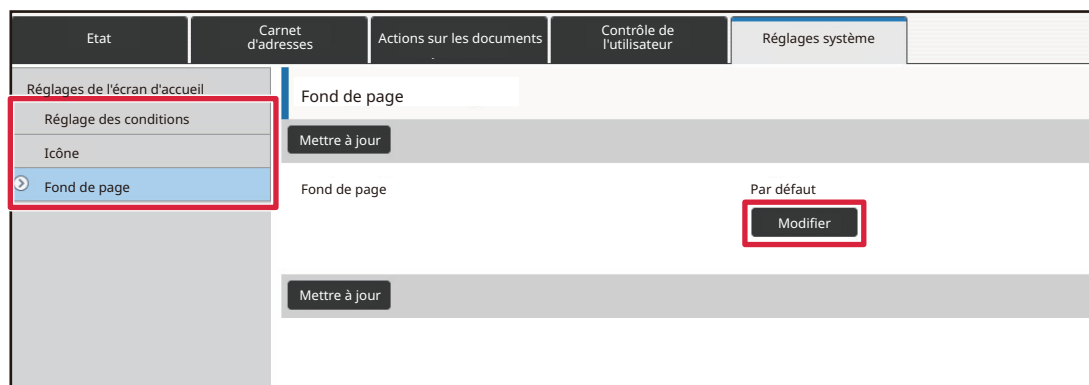 Etat
Carnet
d'adresses
Actions sur les documents
Contrôle de
l'utilisateur
Réglages système
Réglages de l'écran d'accueil
Réglage des conditions
Icône
Fond de page
Fond de page
Mettre à jour
Fond de page
Par défaut
Modifier
Mettre à jour